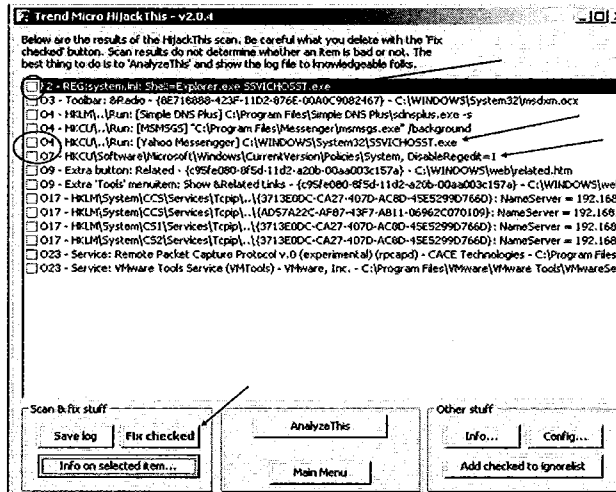 Trend Micro HiJackThis - v2.0.4
Below are the results of the HiJackThis scan. Be careful what you delete with the 'Fix
checked' button. Scan results do not determine whether an item is bad or not. The
best thing to do is to 'AnalyzeThis' and show the log file to knowledgeable folks.
F2 - REG:system.ini: Shell=Explorer.exe SSVICHOSST.exe
O3 - Toolbar: &Radio - {8E718888-423F-11D2-876E-00A0C9082467} - C:\WINDOWS\System32\msdxm.ocx
O4 - HKLM\..\Run: [Simple DNS Plus] C:\Program Files\Simple DNS Plus\sdnsplus.exe -s
O4 - HKCU\..\Run: [MSMSGS] "C:\Program Files\Messenger\msmsgs.exe" /background
O4 - HKCU\..\Run: [Yahoo Messengger] C:\WINDOWS\System32\SSVICHOSST.exe
O7 - HKCU\Software\Microsoft\Windows\CurrentVersion\Policies\System, DisableRegedit=1
O9 - Extra button: Related - {c95fe080-8f5d-11d2-a20b-00aa003c157a} - C:\WINDOWS\web\related.htm
O9 - Extra 'Tools' menuitem: Show &Related Links - {c95fe080-8f5d-11d2-a20b-00aa003c157a} - C:\WINDOWS\web
O17 - HKLM\System\CCS\Services\Tcpip\..\{3713E0DC-CA27-407D-AC8D-45E5299D766D}: NameServer = 192.168
O17 - HKLM\System\CCS\Services\Tcpip\..\{AD57A22C-AF87-43F7-AB11-06962C070109}: NameServer = 192.168
O17 - HKLM\System\CS1\Services\Tcpip\..\{3713E0DC-CA27-407D-AC8D-45E5299D766D}: NameServer = 192.168
O17 - HKLM\System\CS2\Services\Tcpip\..\{3713E0DC-CA27-407D-AC8D-45E5299D766D}: NameServer = 192.168
O23 - Service: Remote Packet Capture Protocol v.0 (experimental) (rpcapd) - CACE Technologies - C:\Program Files
O23 - Service: VMware Tools Service (VMTools) - VMware, Inc. - C:\Program Files\VMware\VMware Tools\VMwareSe
Scan & fix stuff
Other stuff
Save log
Fix checked
AnalyzeThis
Info...
Config...
Info on selected item...
Main Menu
Add checked to ignorelist